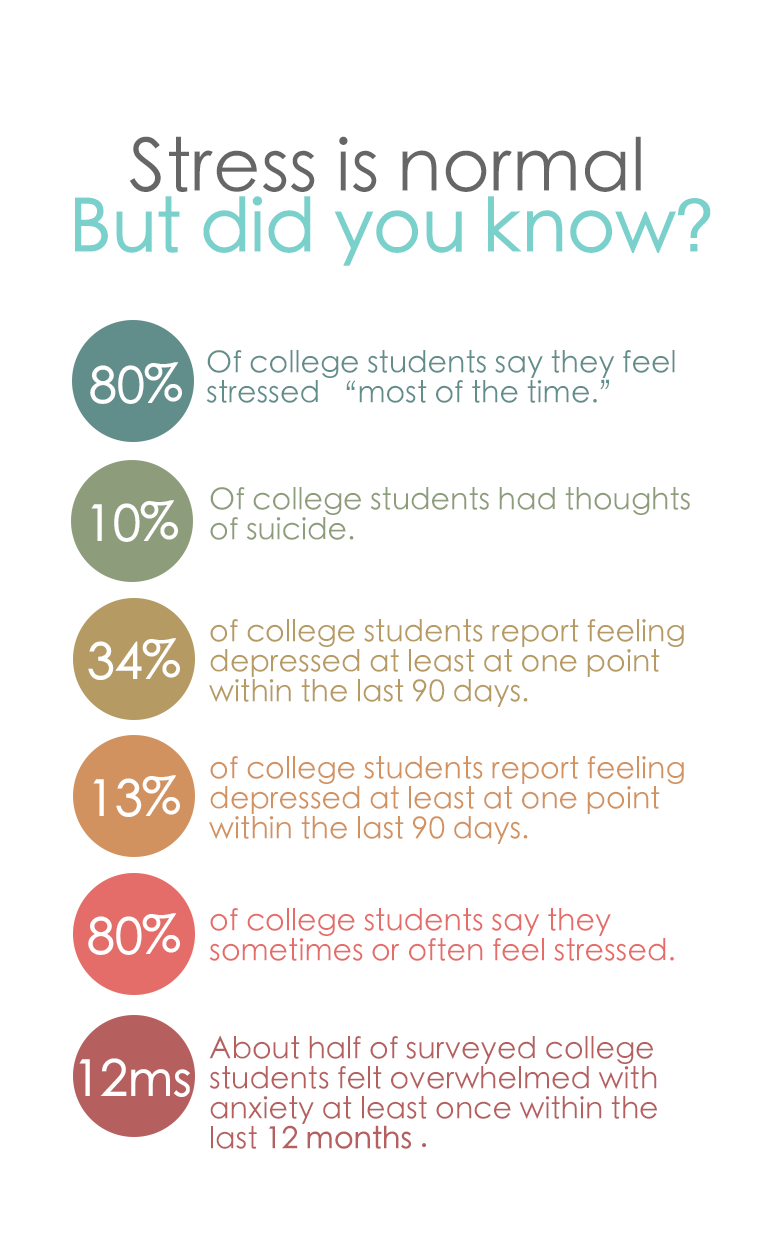 Stress is normal
But did you know?
80%
Of college students say they feel
stressed “most of the time.”
10%
Of college students had thoughts
of suicide.
34%
of college students report feeling
depressed at least at one point
within the last 90 days.
13%
of college students report feeling
depressed at least at one point
within the last 90 days.
80%
of college students say they
sometimes or often feel stressed.
12ms
About half of surveyed college
students felt overwhelmed with
anxiety at least once within the
last 12 months .